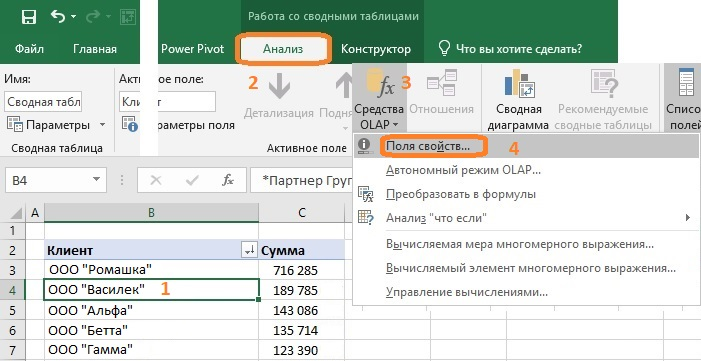 Работа со сводными таблицами
Файл Главная Power Pivot Анализ Конструктор Что вы хотите сделать?
2 3
Имя: Активное поле:
Сводная табл Клиент Детализация Средства OLAP Отношения Сводная диаграмма Рекомендуемые сводные таблицы
Параметры параметры поля
Сводная таблица Активное поле
Поля свойств... 4
Автономный режим OLAP...
Преобразовать в формулы
Анализ "что если"
Вычисляемая мера многомерного выражения...
Вычисляемый элемент многомерного выражения...
Управление вычислениями...
B4 *Партнер Груп
A B C
1
2 Клиент Сумма
3 ООО "Ромашка" 716 285
4 ООО "Василек" 1 189 785
5 ООО "Альфа" 143 086
6 ООО "Бетта" 135 714
7 ООО "Гамма" 123 390